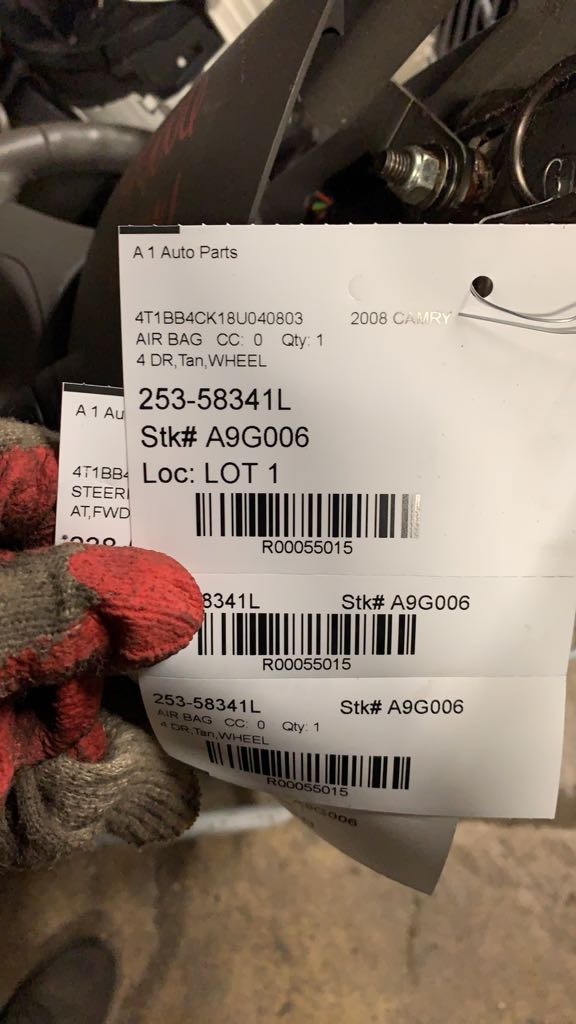 A 1 Auto Parts
4T1BB4CK18U040803 2008 CAMRY
AIR BAG CC: 0 Qty: 1
4 DR,Tan,WHEEL
253-58341L
Stk# A9G006
Loc: LOT 1
R00055015
8341L Stk# A9G006
R00055015
253-58341L Stk# A9G006
AIR BAG CC: 0 Qty: 1
4 DR,Tan,WHEEL
R00055015
A 1 Au
4T1BB4
STEERI
AT,FWD
A9G006